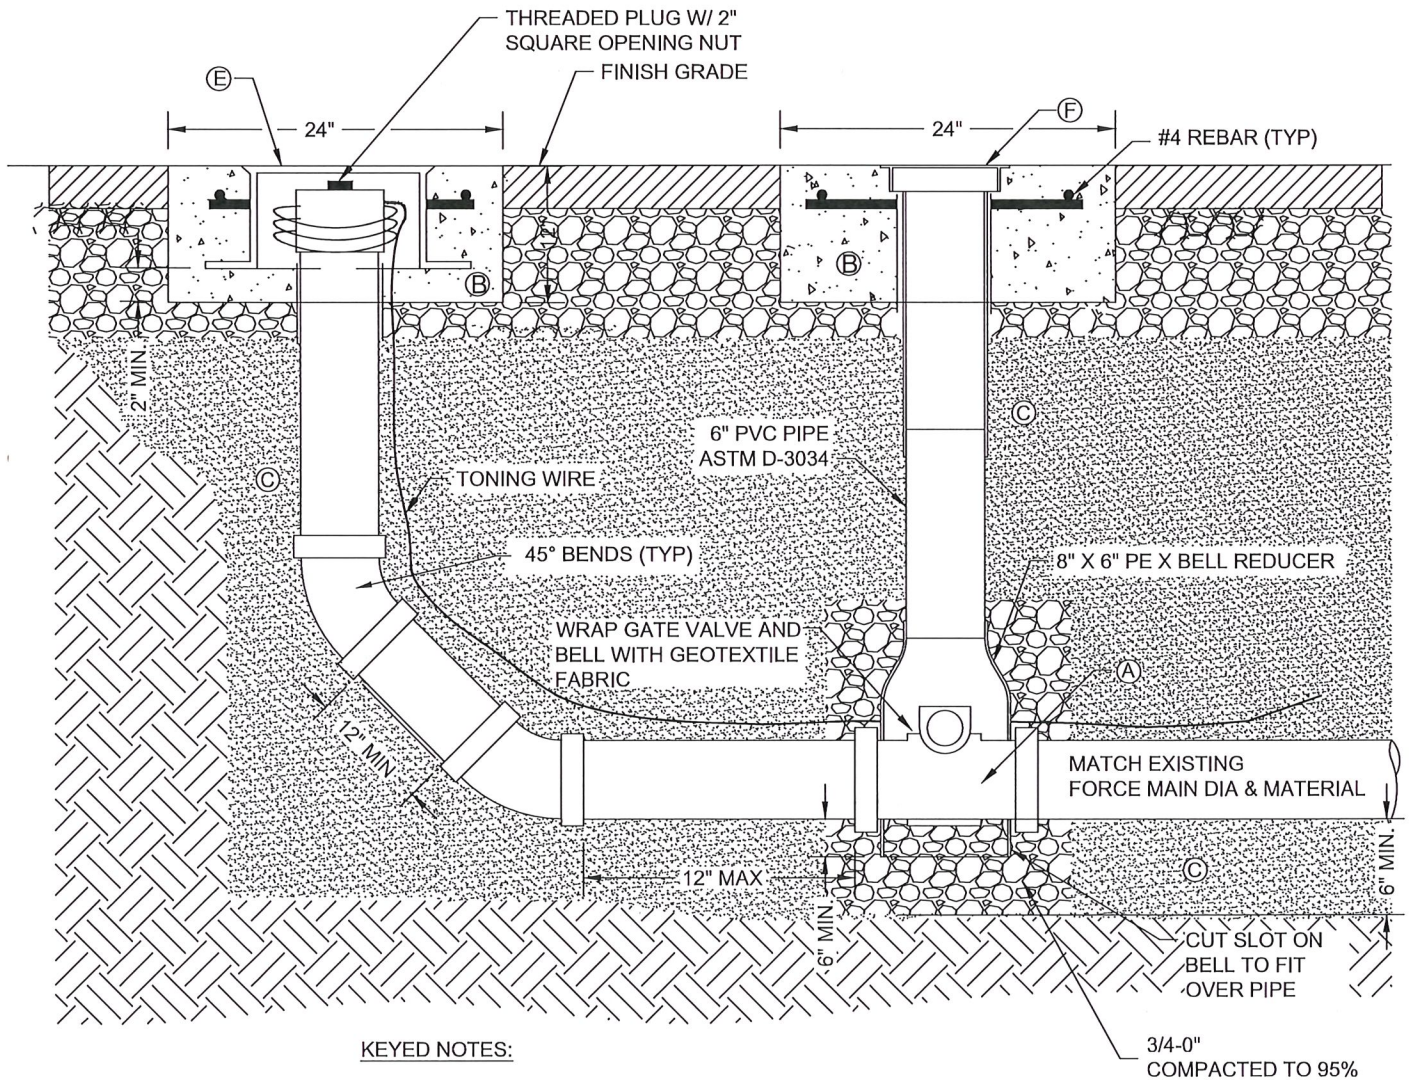 THREADED PLUG W/ 2"
SQUARE OPENING NUT
FINISH GRADE
E
F
24"
24"
#4 REBAR (TYP)
12"
B
B
2" MIN.
C
C
6" PVC PIPE
ASTM D-3034
TONING WIRE
45° BENDS (TYP)
8" X 6" PE X BELL REDUCER
WRAP GATE VALVE AND
BELL WITH GEOTEXTILE
FABRIC
A
12" MIN
MATCH EXISTING
FORCE MAIN DIA & MATERIAL
12" MAX
6" MIN
C
6" MIN.
CUT SLOT ON
BELL TO FIT
OVER PIPE
KEYED NOTES:
3/4-0"
COMPACTED TO 95%